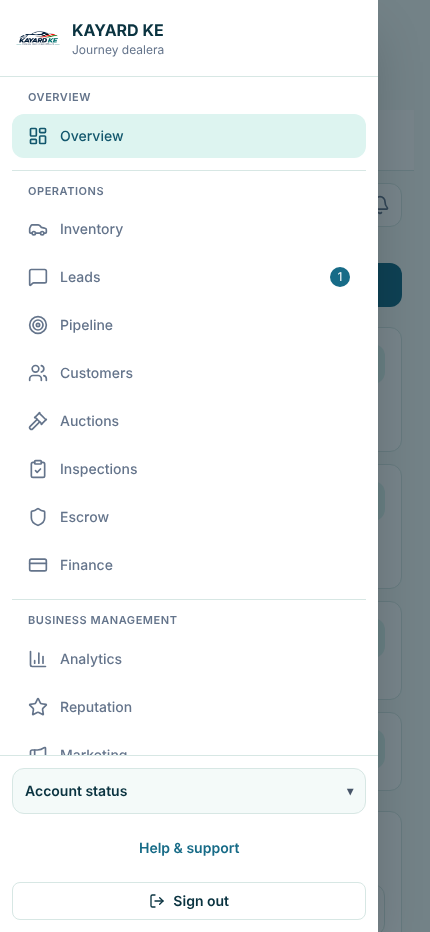 KAYARD KE
KAYARD KE
Journey dealera
OVERVIEW
Overview
OPERATIONS
Inventory
Leads
1
Pipeline
Customers
Auctions
Inspections
Escrow
Finance
BUSINESS MANAGEMENT
Analytics
Reputation
Marketing
Account status
Help & support
Sign out